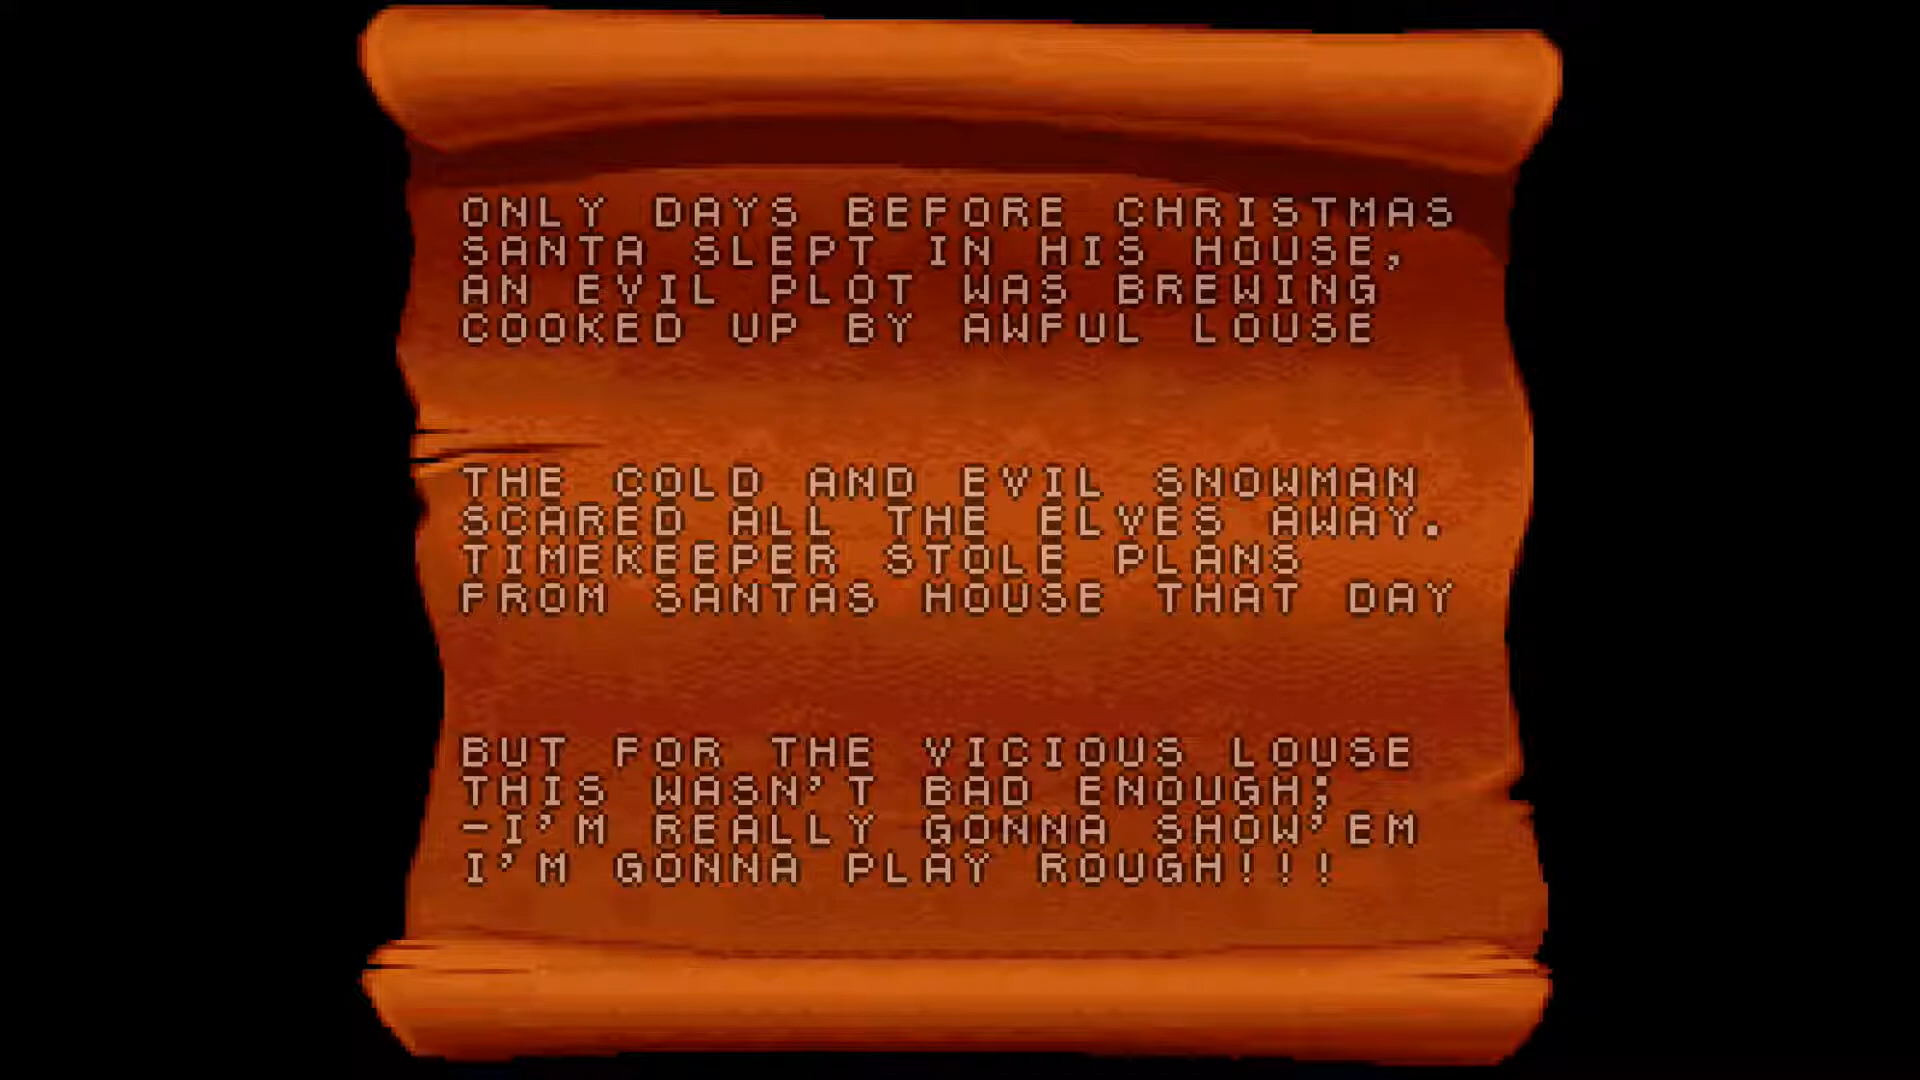 ONLY DAYS BEFORE CHRISTMAS
SANTA SLEPT IN HIS HOUSE,
AN EVIL PLOT WAS BREWING
COOKED UP BY AWFUL LOUSE
THE COLD AND EVIL SNOWMAN
SCARED ALL THE ELVES AWAY.
TIMEKEEPER STOLE PLANS
FROM SANTAS HOUSE THAT DAY
BUT FOR THE VICIOUS LOUSE
THIS WASN'T BAD ENOUGH;
-I'M REALLY GONNA SHOW'EM
I'M GONNA PLAY ROUGH!!!